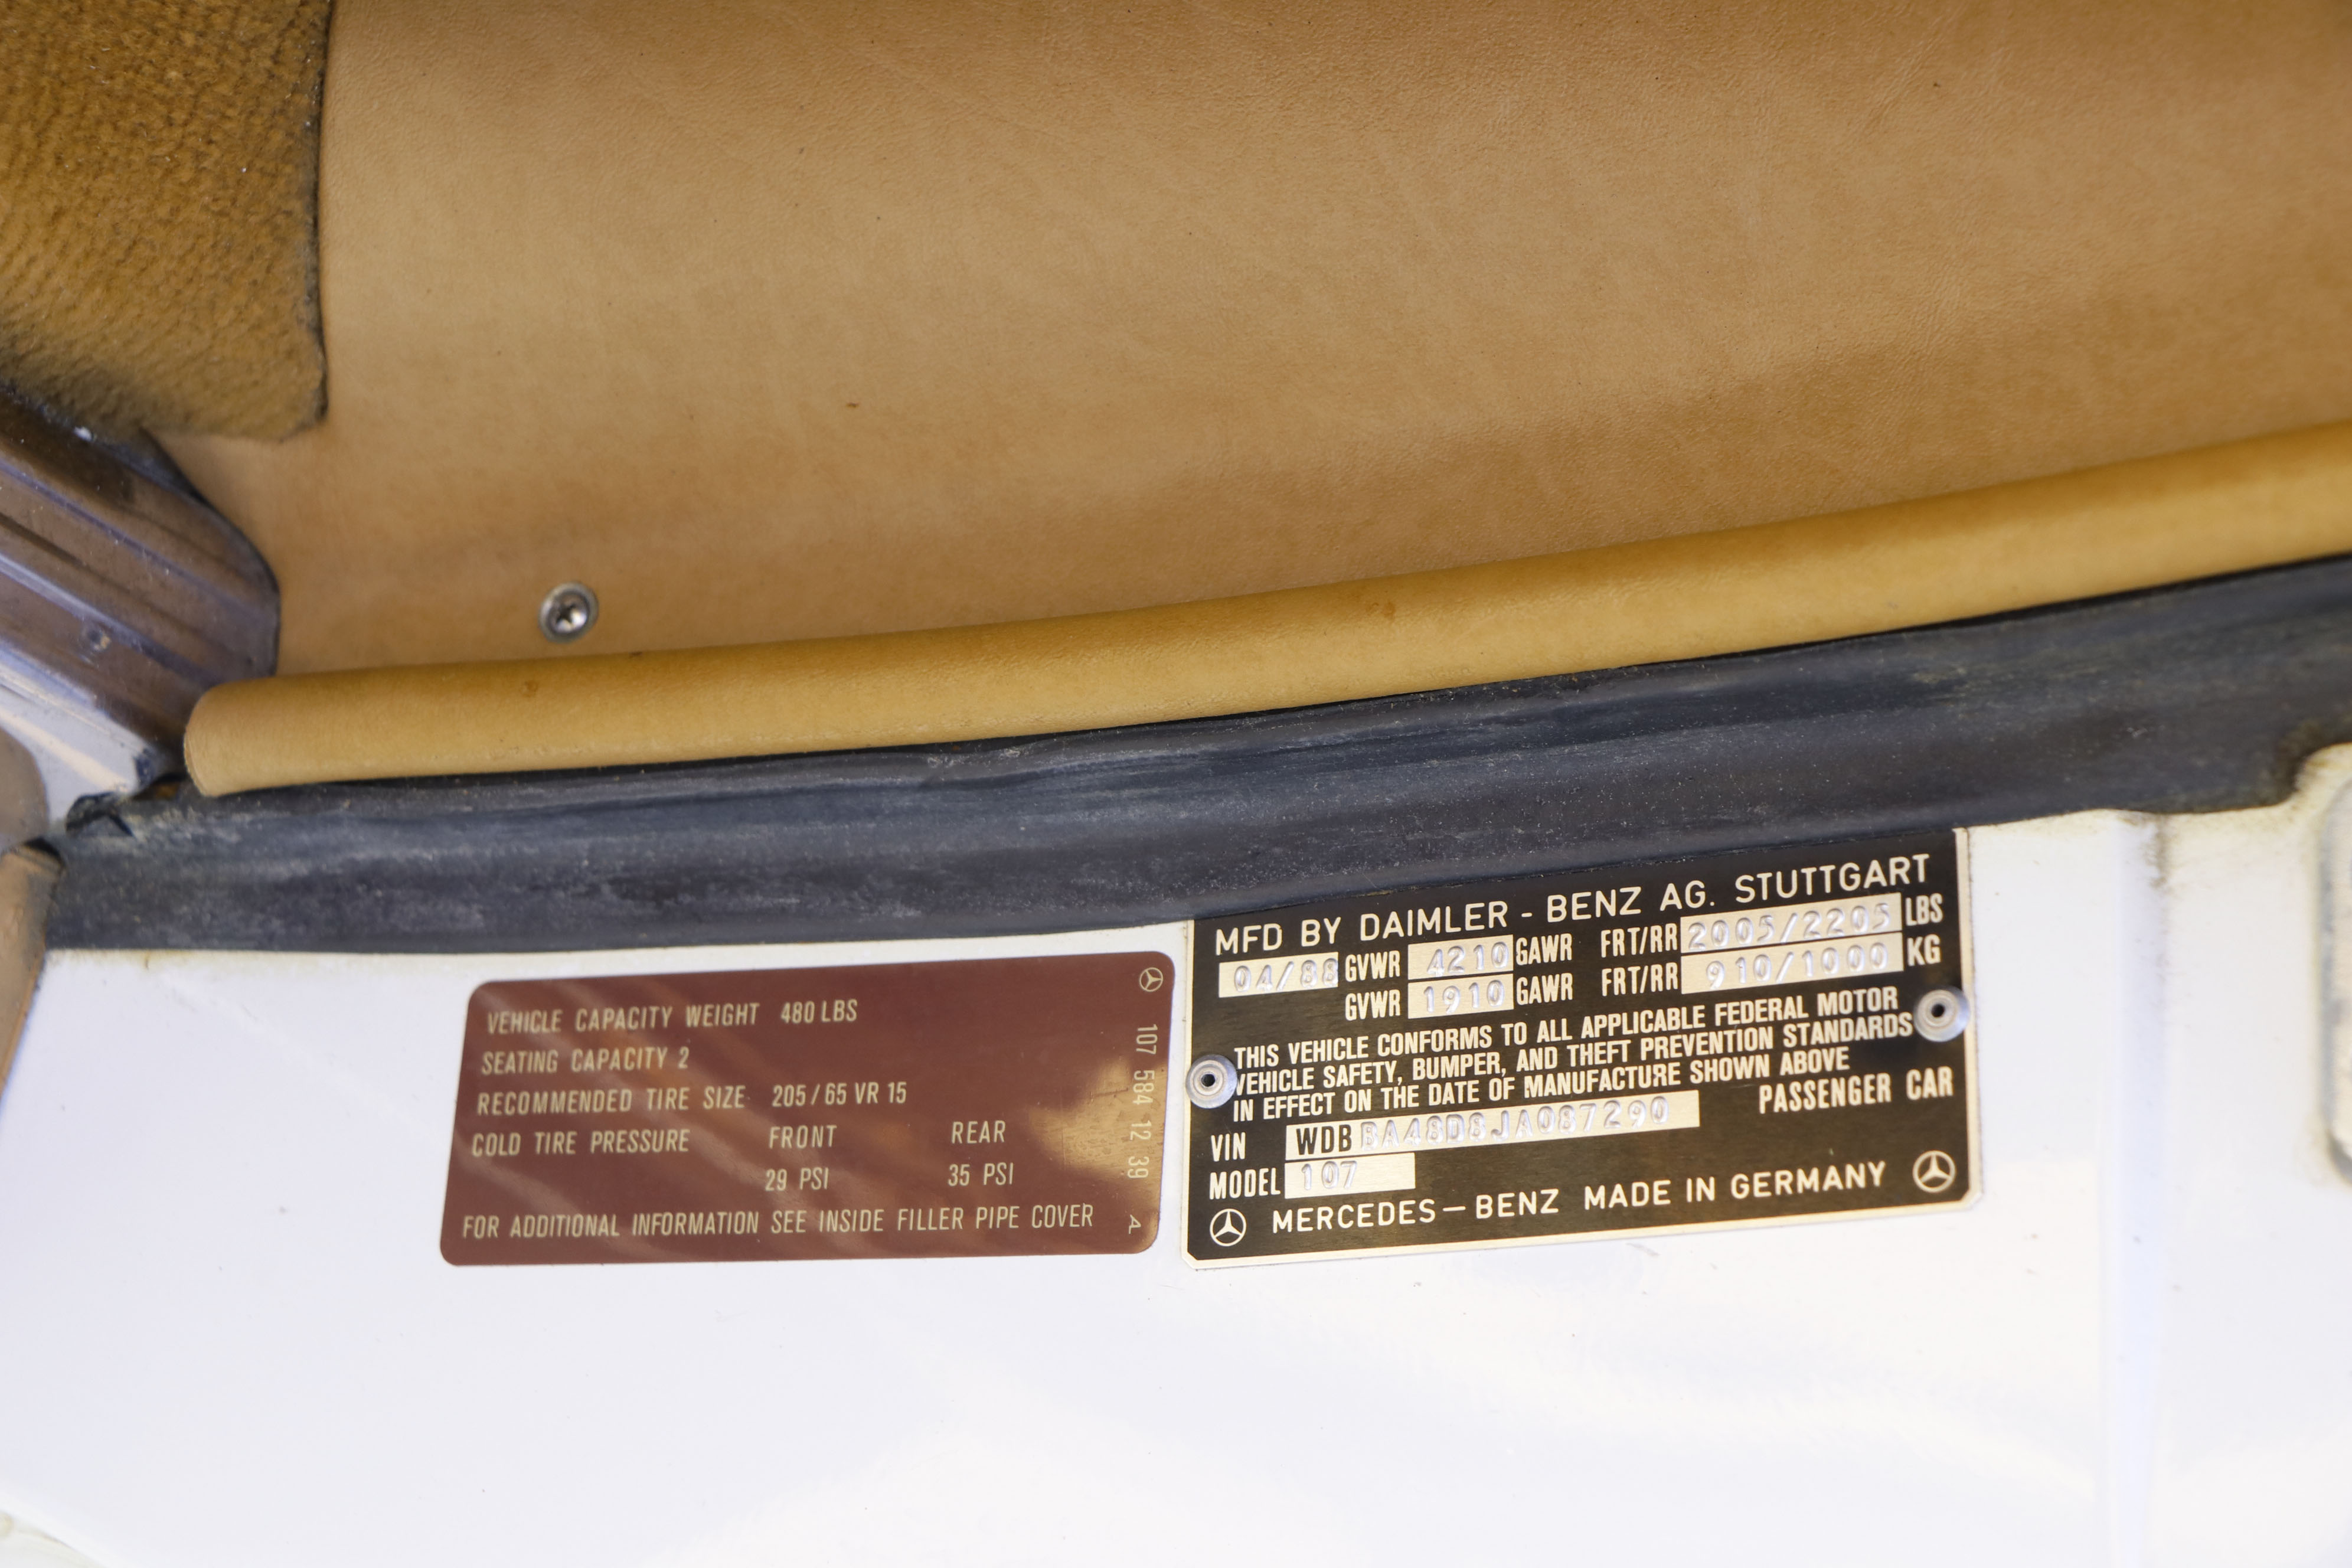 VEHICLE CAPACITY WEIGHT 480 LBS
SEATING CAPACITY 2
RECOMMENDED TIRE SIZE 205/65 VR 15
COLD TIRE PRESSURE FRONT REAR
29 PSI 35 PSI
FOR ADDITIONAL INFORMATION SEE INSIDE FILLER PIPE COVER
107 584 12 39 A
MFD BY DAIMLER-BENZ AG. STUTTGART
04/88 GVWR 4210 GAWR FRT/RR 2005/2205 LBS
GVWR 1910 GAWR FRT/RR 910/1000 KG
THIS VEHICLE CONFORMS TO ALL APPLICABLE FEDERAL MOTOR
VEHICLE SAFETY, BUMPER, AND THEFT PREVENTION STANDARDS
IN EFFECT ON THE DATE OF MANUFACTURE SHOWN ABOVE
PASSENGER CAR
VIN WDBBA48D8JA087290
MODEL 107
MERCEDES-BENZ MADE IN GERMANY